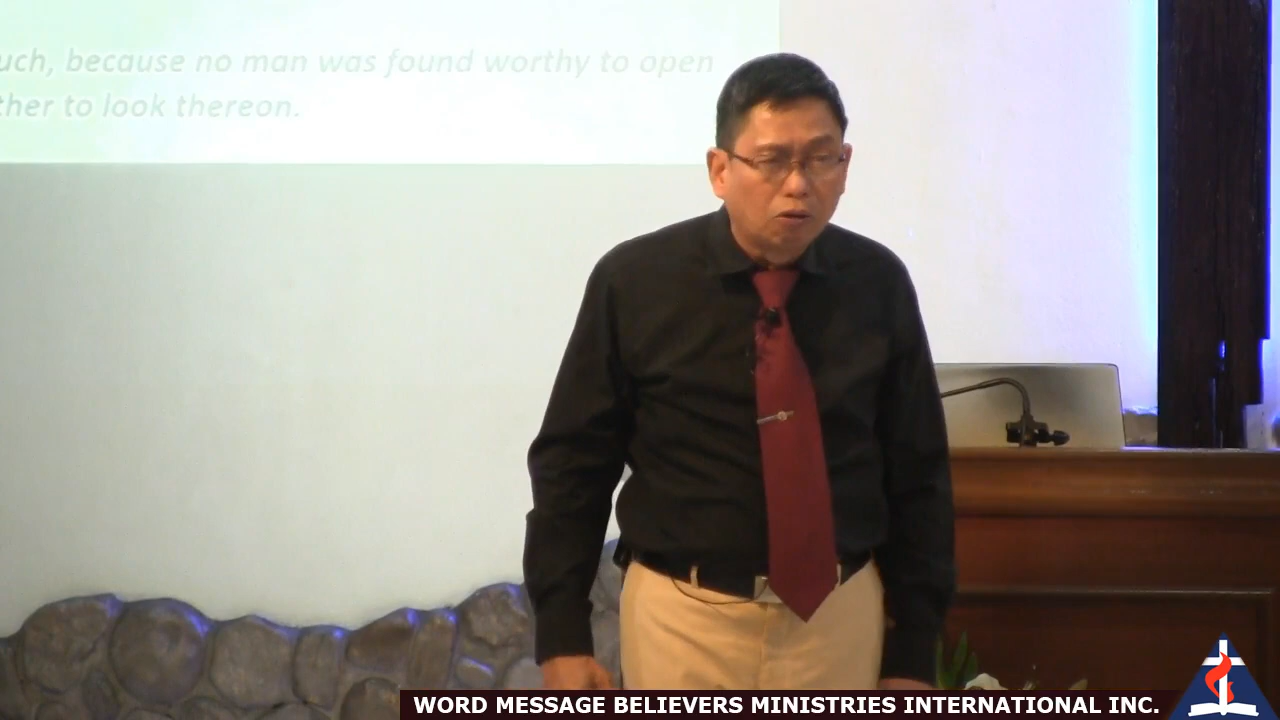 uch, because no man was found worthy to open
ther to look thereon.
WORD MESSAGE BELIEVERS MINISTRIES INTERNATIONAL INC.